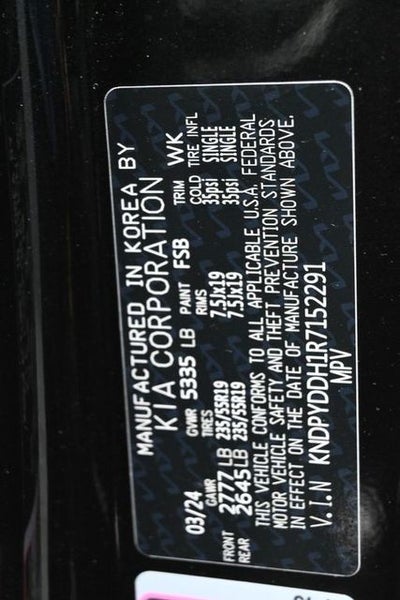 MANUFACTURED IN KOREA BY
KIA CORPORATION
03/24 GVWR 5335 LB PAINT FSB TRIM WK
GAWR TIRES RIMS COLD TIRE INFL
FRONT 2777 LB 235/55R19 7.5Jx19 35psi SINGLE
REAR 2645 LB 235/55R19 7.5Jx19 35psi SINGLE
THIS VEHICLE CONFORMS TO ALL APPLICABLE U.S.A. FEDERAL
MOTOR VEHICLE SAFETY AND THEFT PREVENTION STANDARDS
IN EFFECT ON THE DATE OF MANUFACTURE SHOWN ABOVE.
V.I.N KNDPYDDH1R7152291
MPV